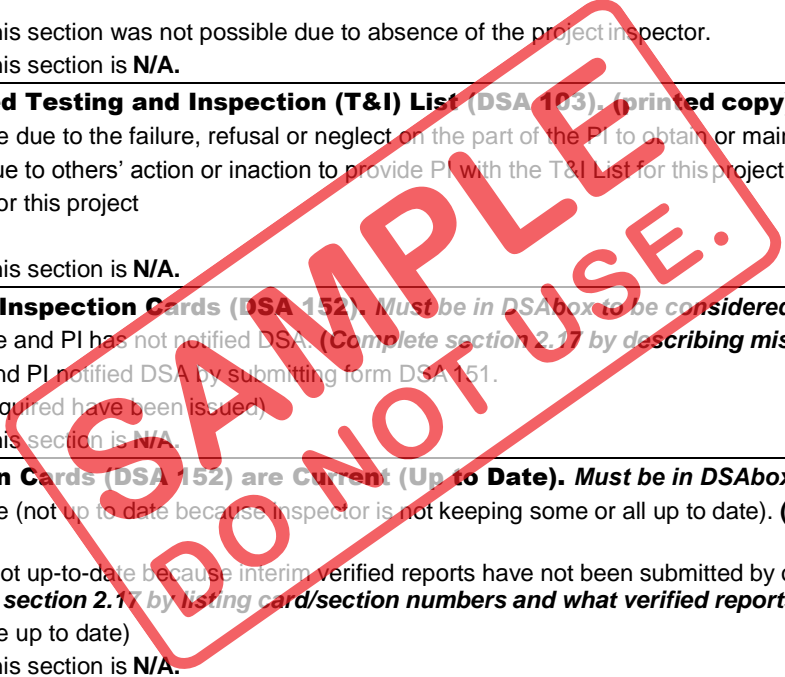 his section was not possible due to absence of the project inspector.
his section is N/A.
ed Testing and Inspection (T&I) List (DSA 103). (printed copy
e due to the failure, refusal or neglect on the part of the PI to obtain or main
ue to others' action or inaction to provide PI with the T&I List for this project
or this project
his section is N/A.
Inspection Cards (DSA 152). Must be in DSAbox to be considered
e and PI has not notified DSA. (Complete section 2.17 by describing mis
nd PI notified DSA by submitting form DSA 151.
quired have been issued)
his section is N/A.
n Cards (DSA 152) are Current (Up to Date). Must be in DSAbox
e (not up to date because inspector is not keeping some or all up to date). (
ot up-to-date because interim verified reports have not been submitted by
section 2.17 by listing card/section numbers and what verified report
e up to date)
his section is N/A.
SAMPLE
DO NOT USE.